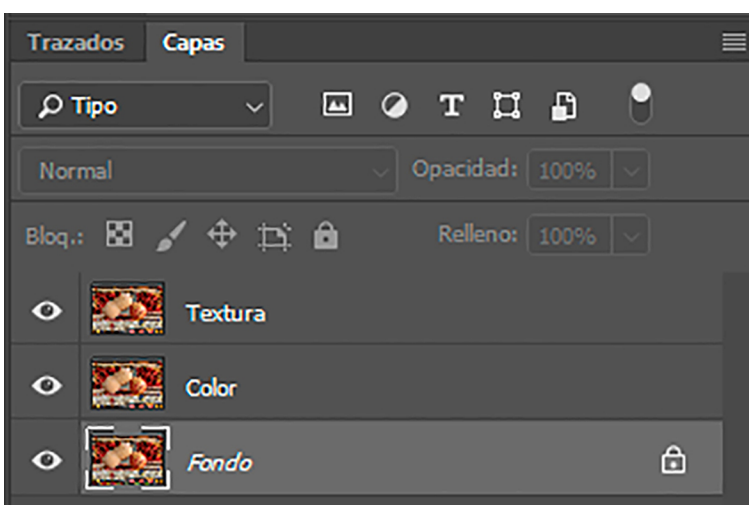 Trazados Capas
Tipo
Normal Opacidad: 100%
Bloq.: Relleno: 100%
Textura
Color
Fondo